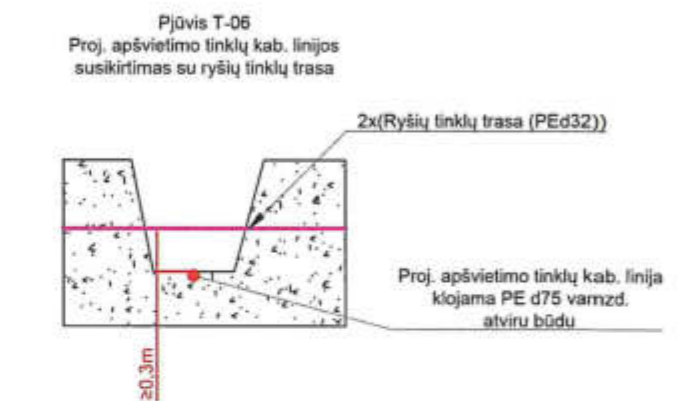 Pjūvis T-06
Proj. apšvietimo tinklų kab. linijos
susikirtimas su ryšių tinklų trasa
2x(Ryšių tinklų trasa (PEd32))
Proj. apšvietimo tinklų kab. linija
klojama PE d75 vamzd.
atviru būdu
≥0,3m